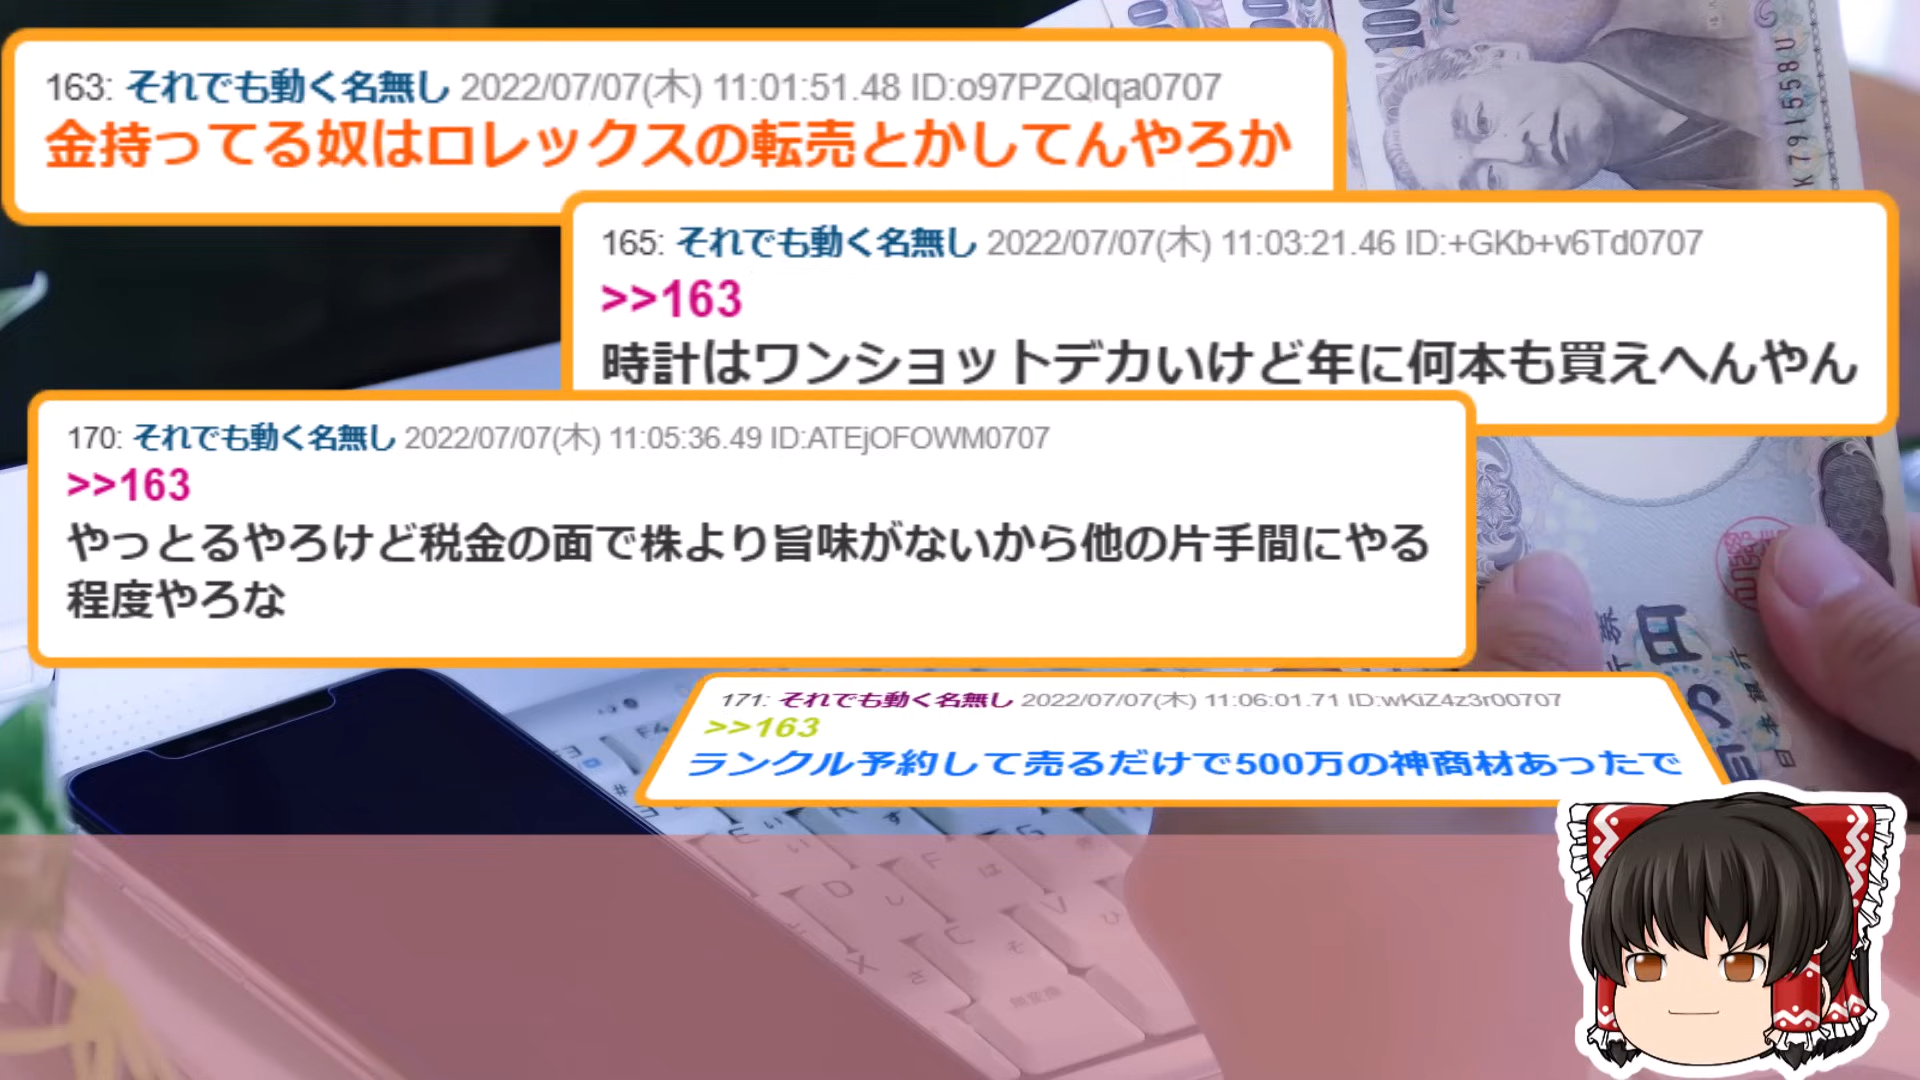 163: それでも動く名無し 2022/07/07(木) 11:01:51.48 ID:o97PZQlqa0707
金持ってる奴はロレックスの転売とかしてんやろか
165: それでも動く名無し 2022/07/07(木) 11:03:21.46 ID:+GKb+v6Td0707
>>163
時計はワンショットデカいけど年に何本も買えへんやん
170: それでも動く名無し 2022/07/07(木) 11:05:36.49 ID:ATEjOFOWM0707
>>163
やっとるやろけど税金の面で株より旨味がないから他の片手間にやる
程度やろな
171: それでも動く名無し 2022/07/07(木) 11:06:01.71 ID:wKiZ4z3r00707
>>163
ランクル予約して売るだけで500万の神商材あったで